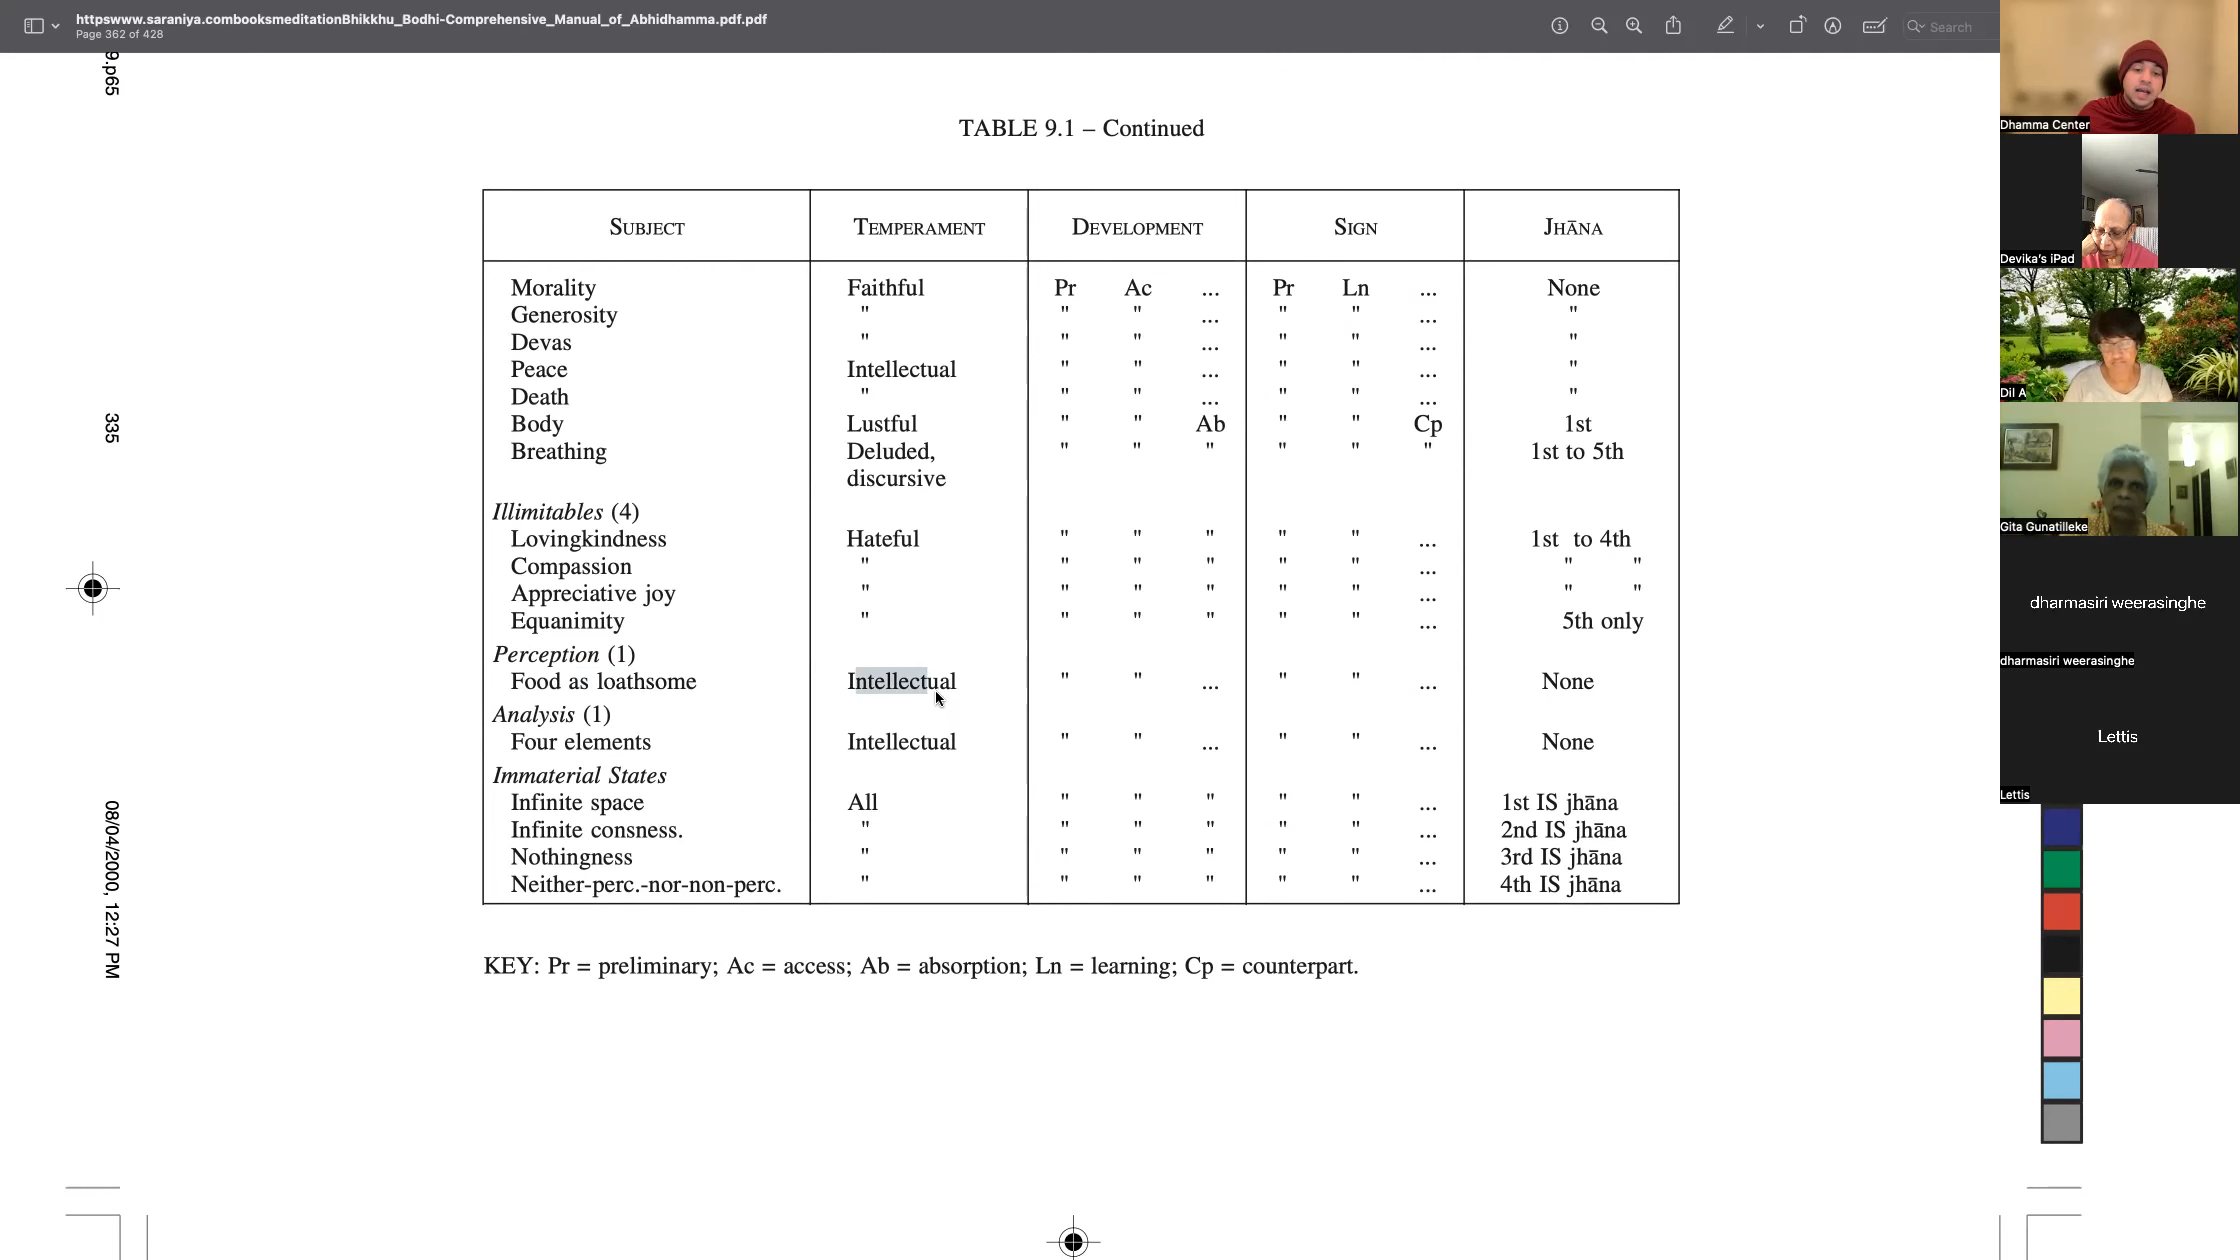 httpswww.saraniya.combooksmeditationBhikkhu_Bodhi-Comprehensive_Manual_of_Abhidhamma.pdf.pdf
Page 362 of 428
Search
9.p65
335
08/04/2000, 12:27 PM
TABLE 9.1 – Continued
SUBJECT TEMPERAMENT DEVELOPMENT SIGN JHĀNA
Morality Faithful Pr Ac ... Pr Ln ... None
Generosity " " " ... " " ... "
Devas " " " ... " " ... "
Peace Intellectual " " ... " " ... "
Death " " " ... " " ... "
Body Lustful " " Ab " " Cp 1st
Breathing Deluded, " " " " " " 1st to 5th
discursive
Illimitables (4)
Lovingkindness Hateful " " " " " ... 1st to 4th
Compassion " " " " " " ... " "
Appreciative joy " " " " " " ... " "
Equanimity " " " " " " ... 5th only
Perception (1)
Food as loathsome Intellectual " " ... " " ... None
Analysis (1)
Four elements Intellectual " " ... " " ... None
Immaterial States
Infinite space All " " " " " ... 1st IS jhāna
Infinite consness. " " " " " " ... 2nd IS jhāna
Nothingness " " " " " " ... 3rd IS jhāna
Neither-perc.-nor-non-perc. " " " " " " ... 4th IS jhāna
KEY: Pr = preliminary; Ac = access; Ab = absorption; Ln = learning; Cp = counterpart.
Dhamma Center
Devika's iPad
Dil A
Gita Gunatilleke
dharmasiri weerasinghe
dharmasiri weerasinghe
Lettis
Lettis